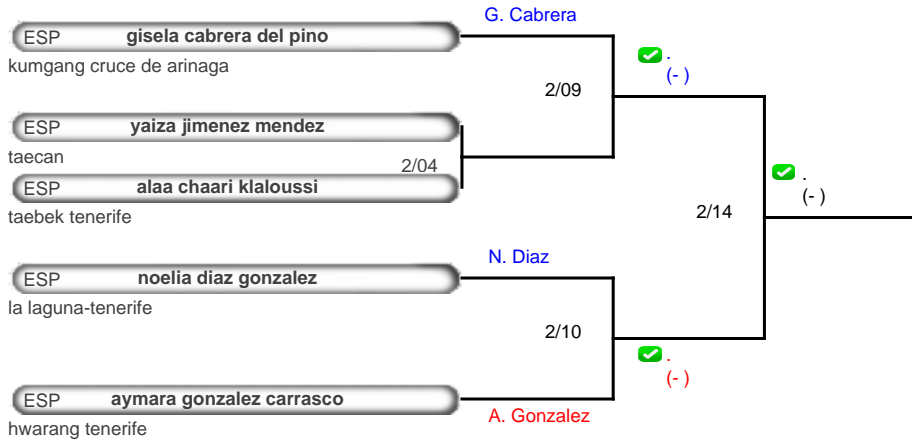 G. Cabrera
ESP gisela cabrera del pino
kumgang cruce de arinaga
.
(- )
2/09
ESP yaiza jimenez mendez
taecan
2/04
ESP alaa chaari klaloussi
taebek tenerife
.
(- )
2/14
N. Diaz
ESP noelia diaz gonzalez
la laguna-tenerife
2/10
.
(- )
ESP aymara gonzalez carrasco
A. Gonzalez
hwarang tenerife